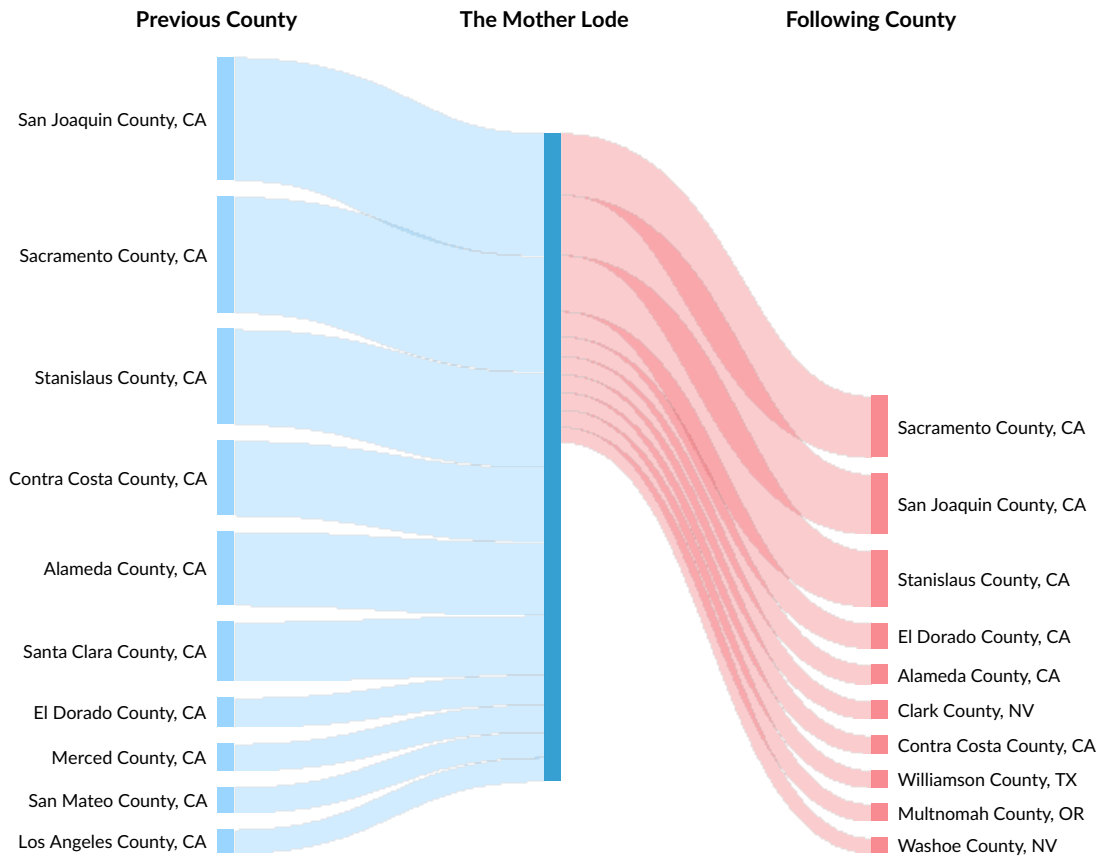 Previous County
The Mother Lode
Following County
San Joaquin County, CA
Sacramento County, CA
Stanislaus County, CA
Contra Costa County, CA
Alameda County, CA
Santa Clara County, CA
El Dorado County, CA
Merced County, CA
San Mateo County, CA
Los Angeles County, CA
Sacramento County, CA
San Joaquin County, CA
Stanislaus County, CA
El Dorado County, CA
Alameda County, CA
Clark County, NV
Contra Costa County, CA
Williamson County, TX
Multnomah County, OR
Washoe County, NV